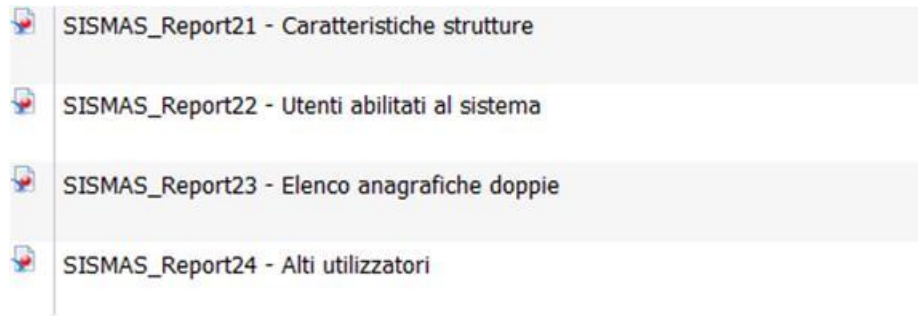 SISMAS_Report21 - Caratteristiche strutture
SISMAS_Report22 - Utenti abilitati al sistema
SISMAS_Report23 - Elenco anagrafiche doppie
SISMAS_Report24 - Alti utilizzatori